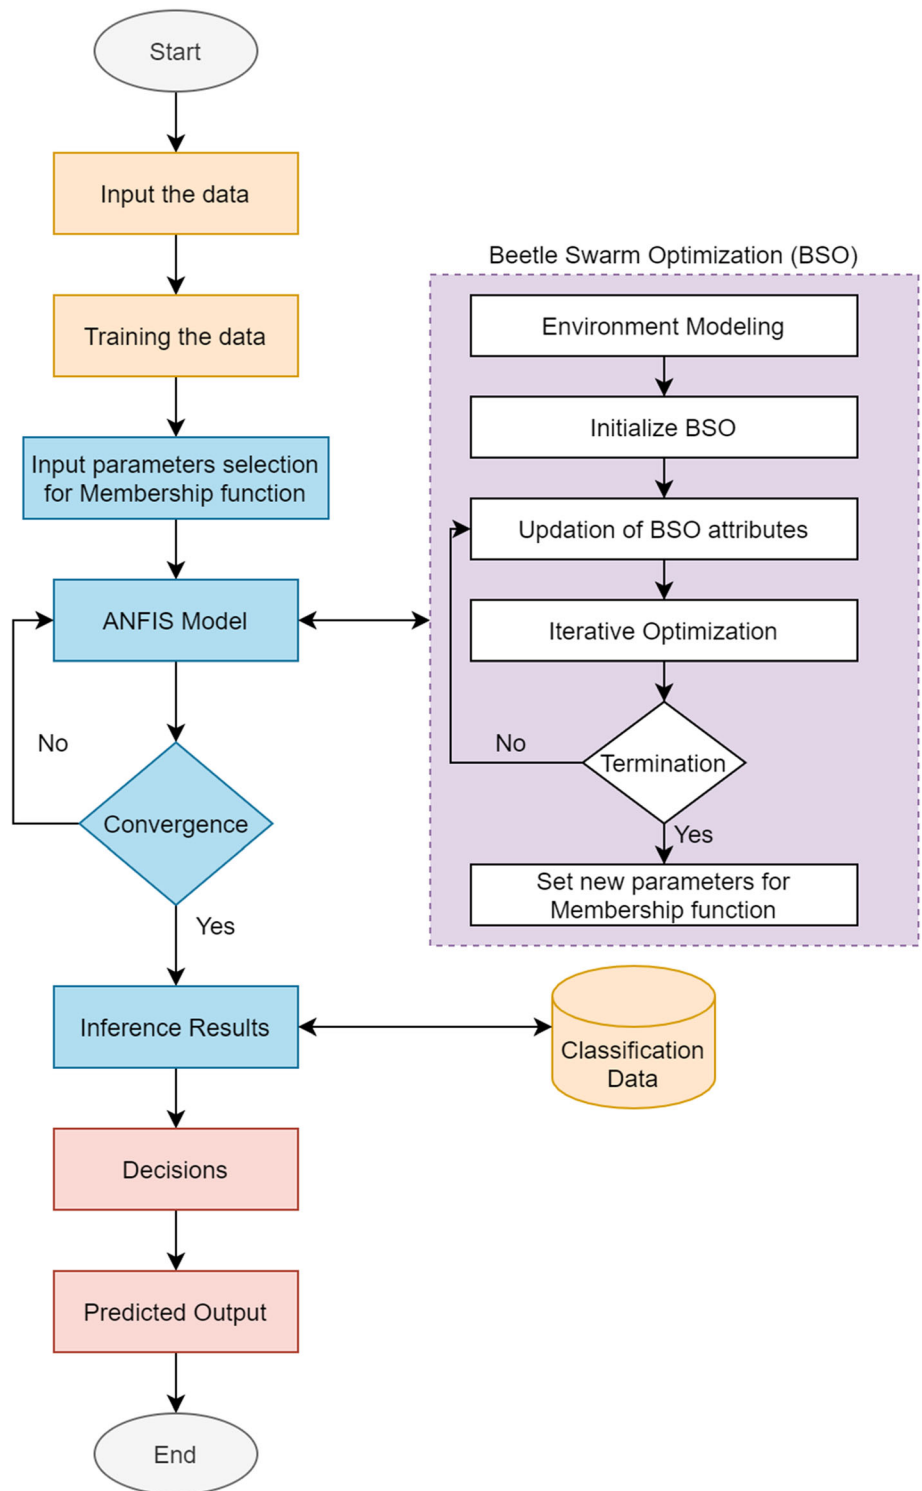 Start
Input the data
Training the data
Input parameters selection
for Membership function
ANFIS Model
No
Convergence
Yes
Inference Results
Decisions
Predicted Output
End
Beetle Swarm Optimization (BSO)
Environment Modeling
Initialize BSO
Updation of BSO attributes
Iterative Optimization
No
Termination
Yes
Set new parameters for
Membership function
Classification
Data